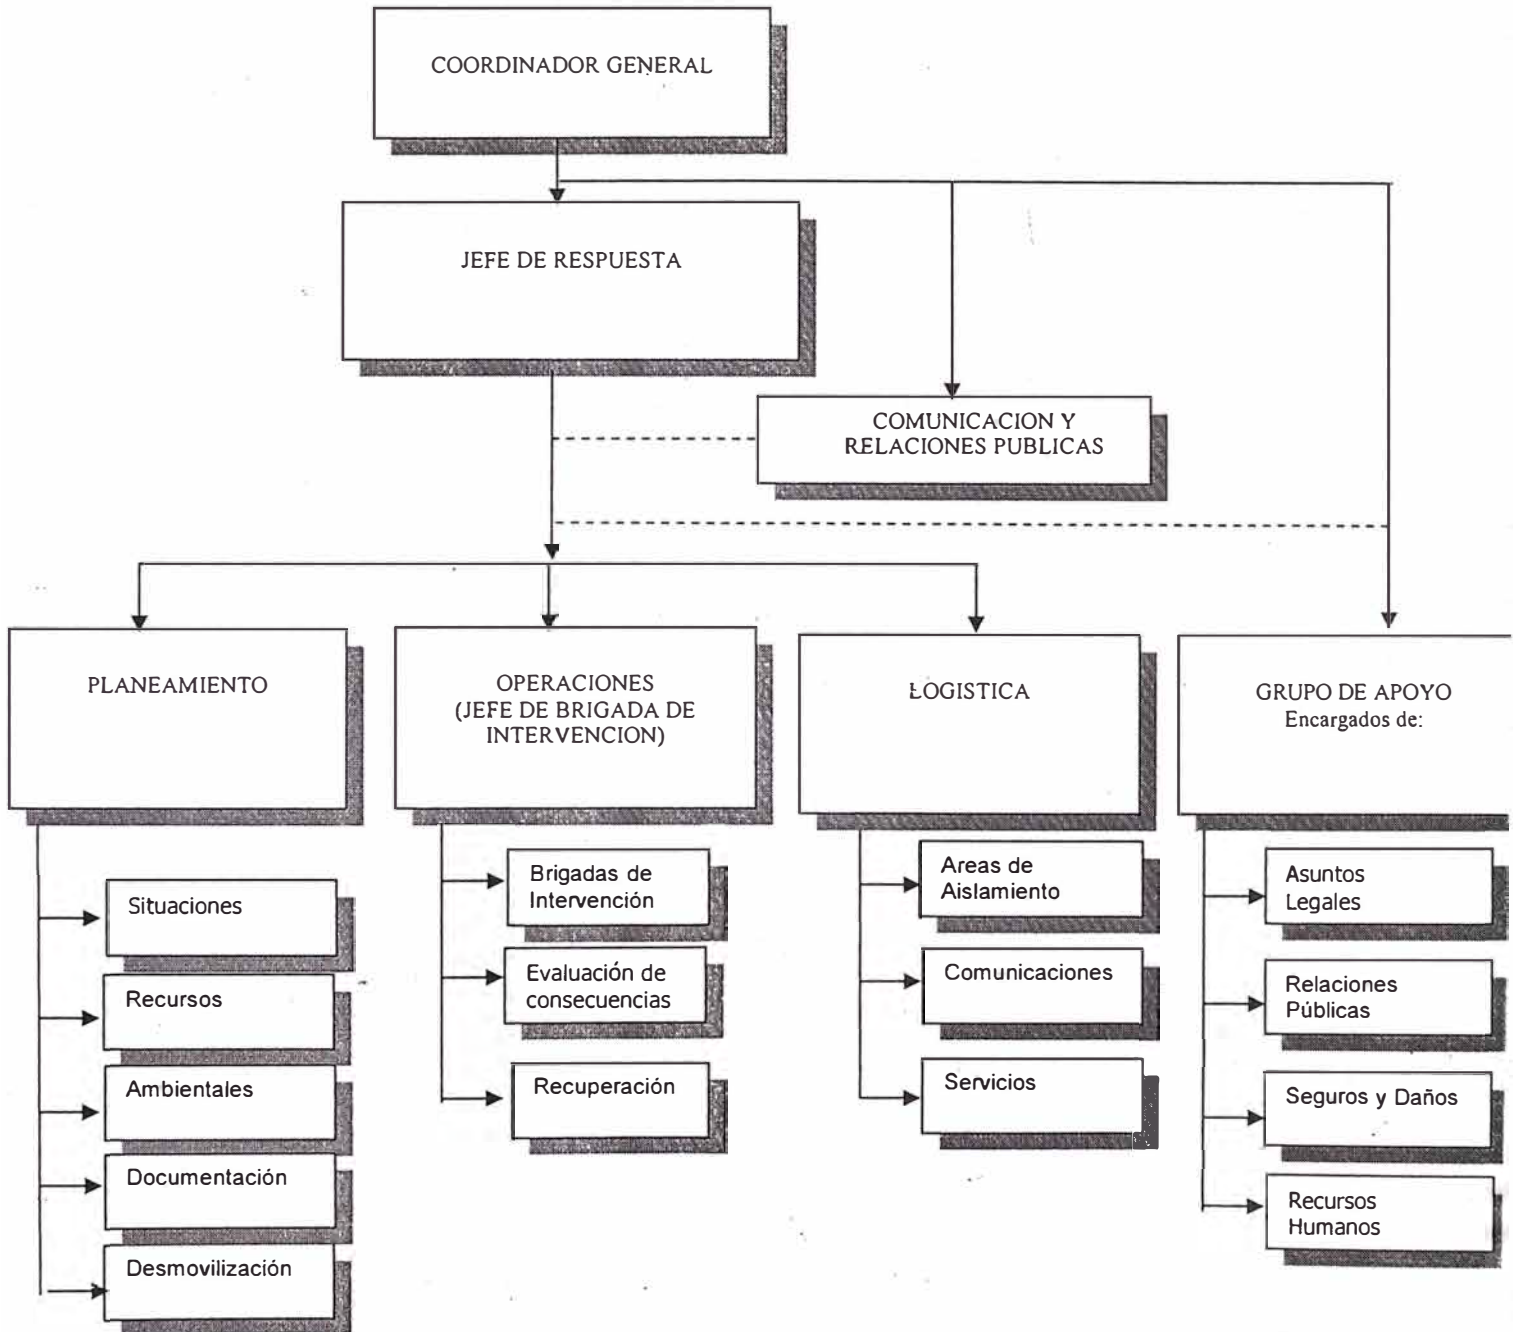 COORDINADOR GENERAL
JEFE DE RESPUESTA
COMUNICACION Y
RELACIONES PUBLICAS
PLANEAMIENTO
Situaciones
Recursos
Ambientales
Documentación
Desmovilización
OPERACIONES
(JEFE DE BRIGADA DE
INTERVENCION)
Brigadas de
Intervención
Evaluación de
consecuencias
Recuperación
LOGISTICA
Areas de
Aislamiento
Comunicaciones
Servicios
GRUPO DE APOYO
Encargados de:
Asuntos
Legales
Relaciones
Públicas
Seguros y Daños
Recursos
Humanos